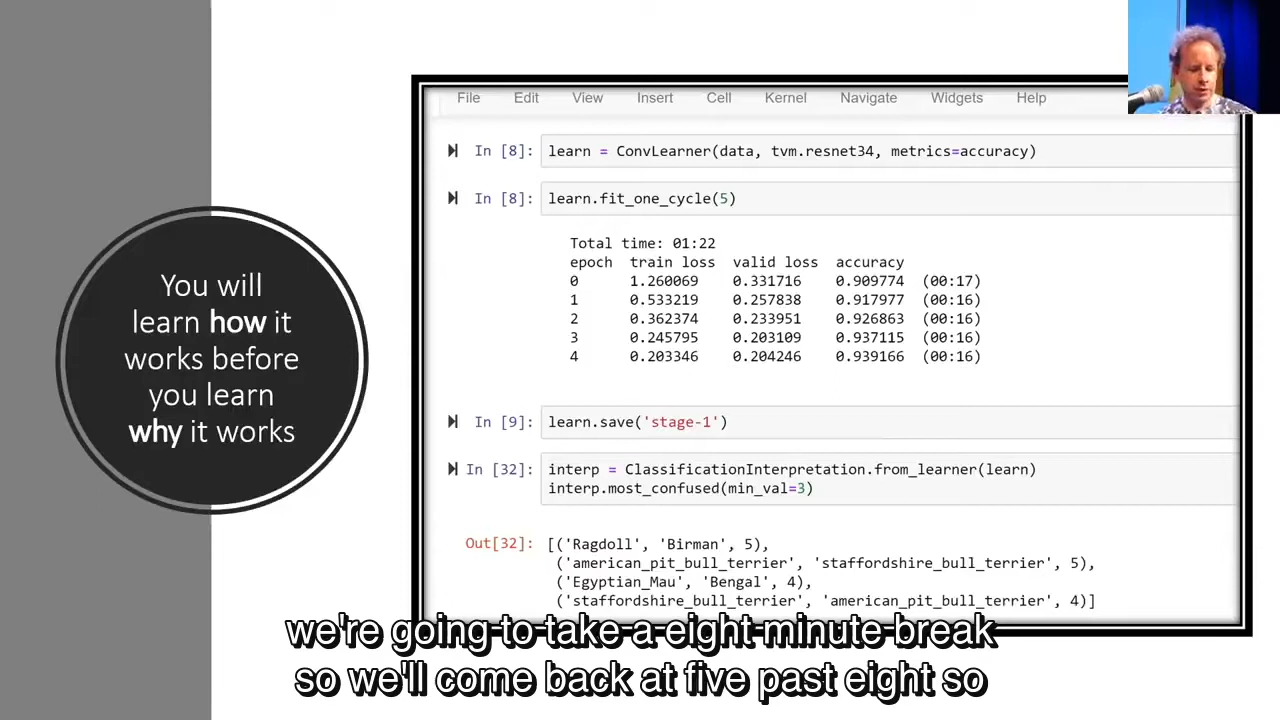 You will
learn how it
works before
you learn
why it works
File Edit View Insert Cell Kernel Navigate Widgets Help
In [8]: learn = ConvLearner(data, tvm.resnet34, metrics=accuracy)
In [8]: learn.fit_one_cycle(5)
Total time: 01:22
epoch train loss valid loss accuracy
0 1.260069 0.331716 0.909774 (00:17)
1 0.533219 0.257838 0.917977 (00:16)
2 0.362374 0.233951 0.926863 (00:16)
3 0.245795 0.203109 0.937115 (00:16)
4 0.203346 0.204246 0.939166 (00:16)
In [9]: learn.save('stage-1')
In [32]: interp = ClassificationInterpretation.from_learner(learn)
interp.most_confused(min_val=3)
Out[32]: [('Ragdoll', 'Birman', 5),
('american_pit_bull_terrier', 'staffordshire_bull_terrier', 5),
('Egyptian_Mau', 'Bengal', 4),
('staffordshire_bull_terrier', 'american_pit_bull_terrier', 4)]
we're going to take a eight minute break
so we'll come back at five past eight so